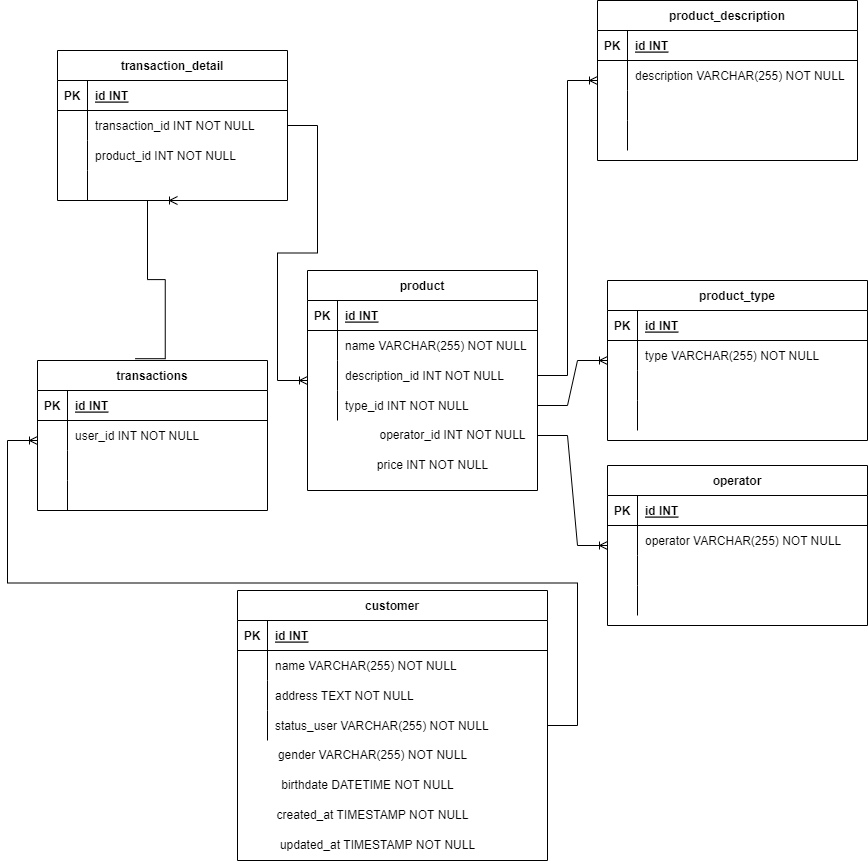 product_description
PK id INT
description VARCHAR(255) NOT NULL
transaction_detail
PK id INT
transaction_id INT NOT NULL
product_id INT NOT NULL
product
PK id INT
name VARCHAR(255) NOT NULL
description_id INT NOT NULL
type_id INT NOT NULL
operator_id INT NOT NULL
price INT NOT NULL
product_type
PK id INT
type VARCHAR(255) NOT NULL
transactions
PK id INT
user_id INT NOT NULL
operator
PK id INT
operator VARCHAR(255) NOT NULL
customer
PK id INT
name VARCHAR(255) NOT NULL
address TEXT NOT NULL
status_user VARCHAR(255) NOT NULL
gender VARCHAR(255) NOT NULL
birthdate DATETIME NOT NULL
created_at TIMESTAMP NOT NULL
updated_at TIMESTAMP NOT NULL